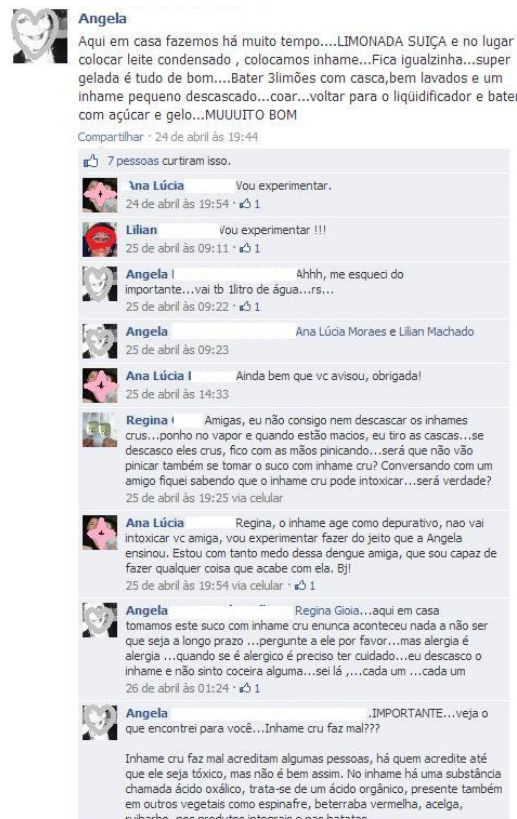 Angela
Aqui em casa fazemos há muito tempo....LIMONADA SUIÇA e no lugar
colocar leite condensado , colocamos inhame...Fica igualzinha...super
gelada é tudo de bom....Bater 3limões com casca,bem lavados e um
inhame pequeno descascado...coar...voltar para o liqüidificador e bater
com açúcar e gelo...MUUUITO BOM
Compartilhar · 24 de abril às 19:44
7 pessoas curtiram isso.
Ana Lúcia Vou experimentar.
24 de abril às 19:54 · 1
Lilian Vou experimentar !!!
25 de abril às 09:11 · 1
Angela Ahhh, me esqueci do
importante...vai tb 1litro de água...rs...
25 de abril às 09:22 · 1
Angela Ana Lúcia Moraes e Lilian Machado
25 de abril às 09:23
Ana Lúcia Ainda bem que vc avisou, obrigada!
25 de abril às 14:33
Regina Amigas, eu não consigo nem descascar os inhames
crus...ponho no vapor e quando estão macios, eu tiro as cascas...se
descasco eles crus, fico com as mãos pinicando...será que não vão
pinicar também se tomar o suco com inhame cru? Conversando com um
amigo fiquei sabendo que o inhame cru pode intoxicar...será verdade?
25 de abril às 19:25 via celular
Ana Lúcia Regina, o inhame age como depurativo, nao vai
intoxicar vc amiga, vou experimentar fazer do jeito que a Angela
ensinou. Estou com tanto medo dessa dengue amiga, que sou capaz de
fazer qualquer coisa que acabe com ela. Bj!
25 de abril às 19:54 via celular · 1
Angela Regina Gioia...aqui em casa
tomamos este suco com inhame cru enunca aconteceu nada a não ser
que seja a longo prazo ...pergunte a ele por favor...mas alergia é
alergia ...quando se é alergico é preciso ter cuidado...eu descasco o
inhame e não sinto coceira alguma...sei lá ,...cada um ...cada um
26 de abril às 01:24 · 1
Angela .IMPORTANTE...veja o
que encontrei para você...Inhame cru faz mal???
Inhame cru faz mal acreditam algumas pessoas, há quem acredite até
que ele seja tóxico, mas não é bem assim. No inhame há uma substância
chamada ácido oxálico, trata-se de um ácido orgânico, presente também
em outros vegetais como espinafre, beterraba vermelha, acelga,
ruibarbo, nos produtos integrais e nas batatas